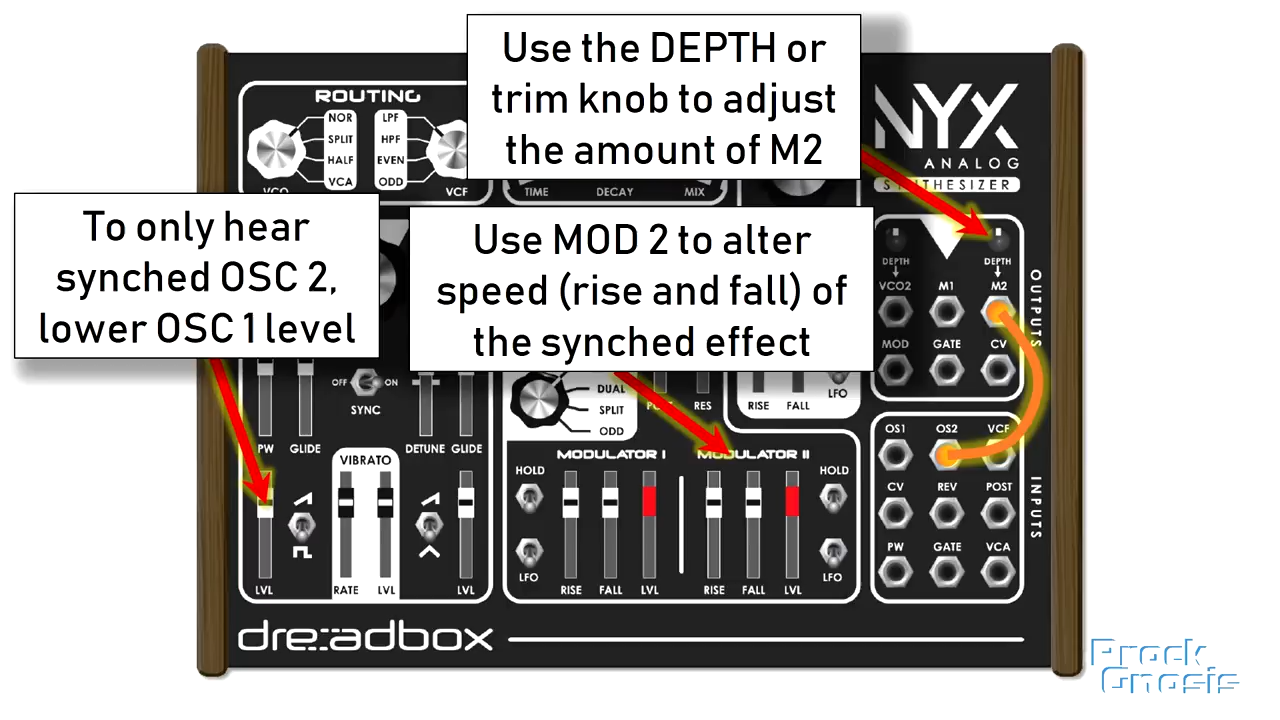 Use the DEPTH or
trim knob to adjust
the amount of M2
To only hear
synched OSC 2,
lower OSC 1 level
Use MOD 2 to alter
speed (rise and fall) of
the synched effect
ROUTING
NOR
SPLIT
HALF
VCA
LPF
HPF
EVEN
ODD
VCO
VCF
TIME
DECAY
MIX
NYX
ANALOG
SYNTHESIZER
DEPTH
DEPTH
VCO2
M1
M2
MOD
GATE
CV
OUTPUTS
OFF
ON
SYNC
PW
GLIDE
DETUNE
GLIDE
VIBRATO
LVL
RATE
LVL
LVL
DUAL
SPLIT
ODD
RES
RISE
FALL
LFO
MODULATOR I
MODULATOR II
HOLD
LFO
RISE
FALL
LVL
RISE
FALL
LVL
HOLD
LFO
OS1
OS2
VCF
CV
REV
POST
PW
GATE
VCA
INPUTS
dreadbox
Prock
Gnosis